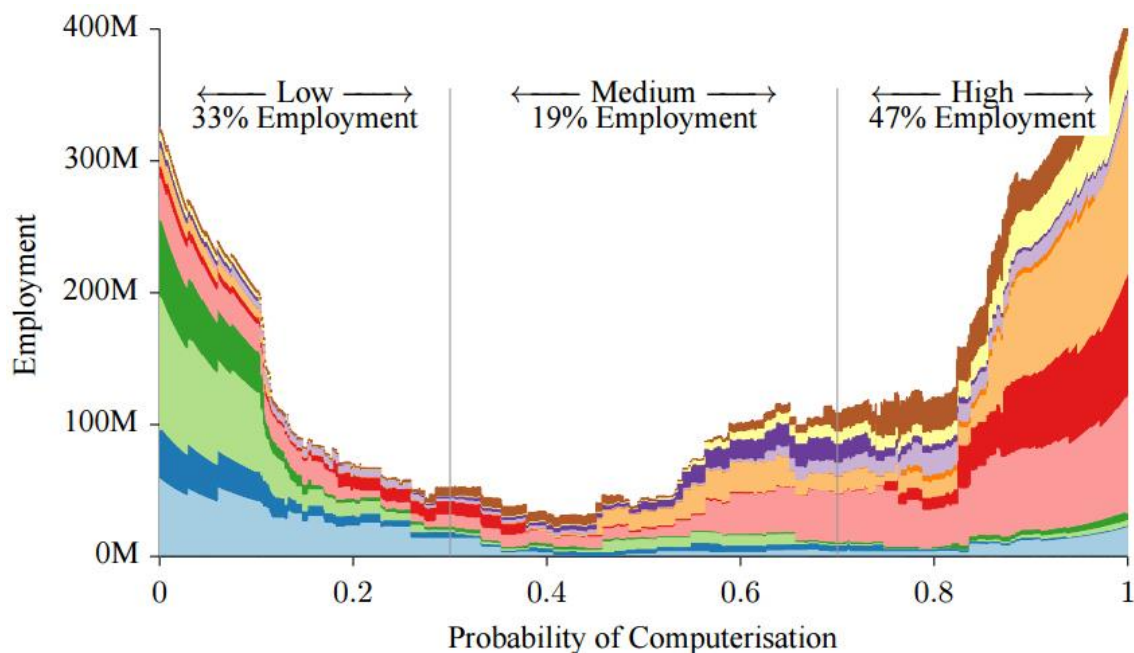 400M
← Low →
33% Employment
← Medium →
19% Employment
← High →
47% Employment
300M
200M
100M
0M
Employment
0
0.2
0.4
0.6
0.8
1
Probability of Computerisation